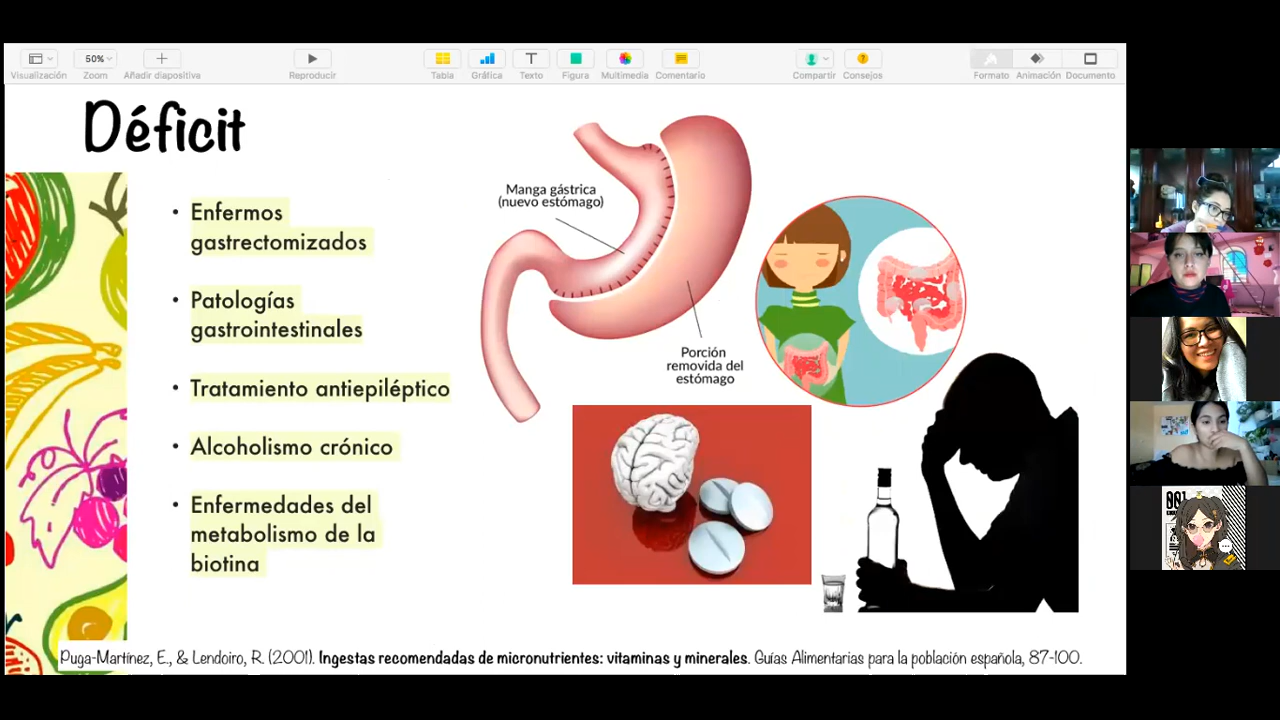 50%
Visualización
Zoom
Añadir diapositiva
Reproducir
Tabla
Gráfica
Texto
Figura
Multimedia
Comentario
Compartir
Consejos
Formato
Animación
Documento
Déficit
• Enfermos
gastrectomizados
• Patologías
gastrointestinales
• Tratamiento antiepiléptico
• Alcoholismo crónico
• Enfermedades del
metabolismo de la
biotina
Manga gástrica
(nuevo estómago)
Porción
removida del
estómago
Puga-Martínez, E., & Lendoiro, R. (2001). Ingestas recomendadas de micronutrientes: vitaminas y minerales. Guías Alimentarias para la población española, 87-100.
001